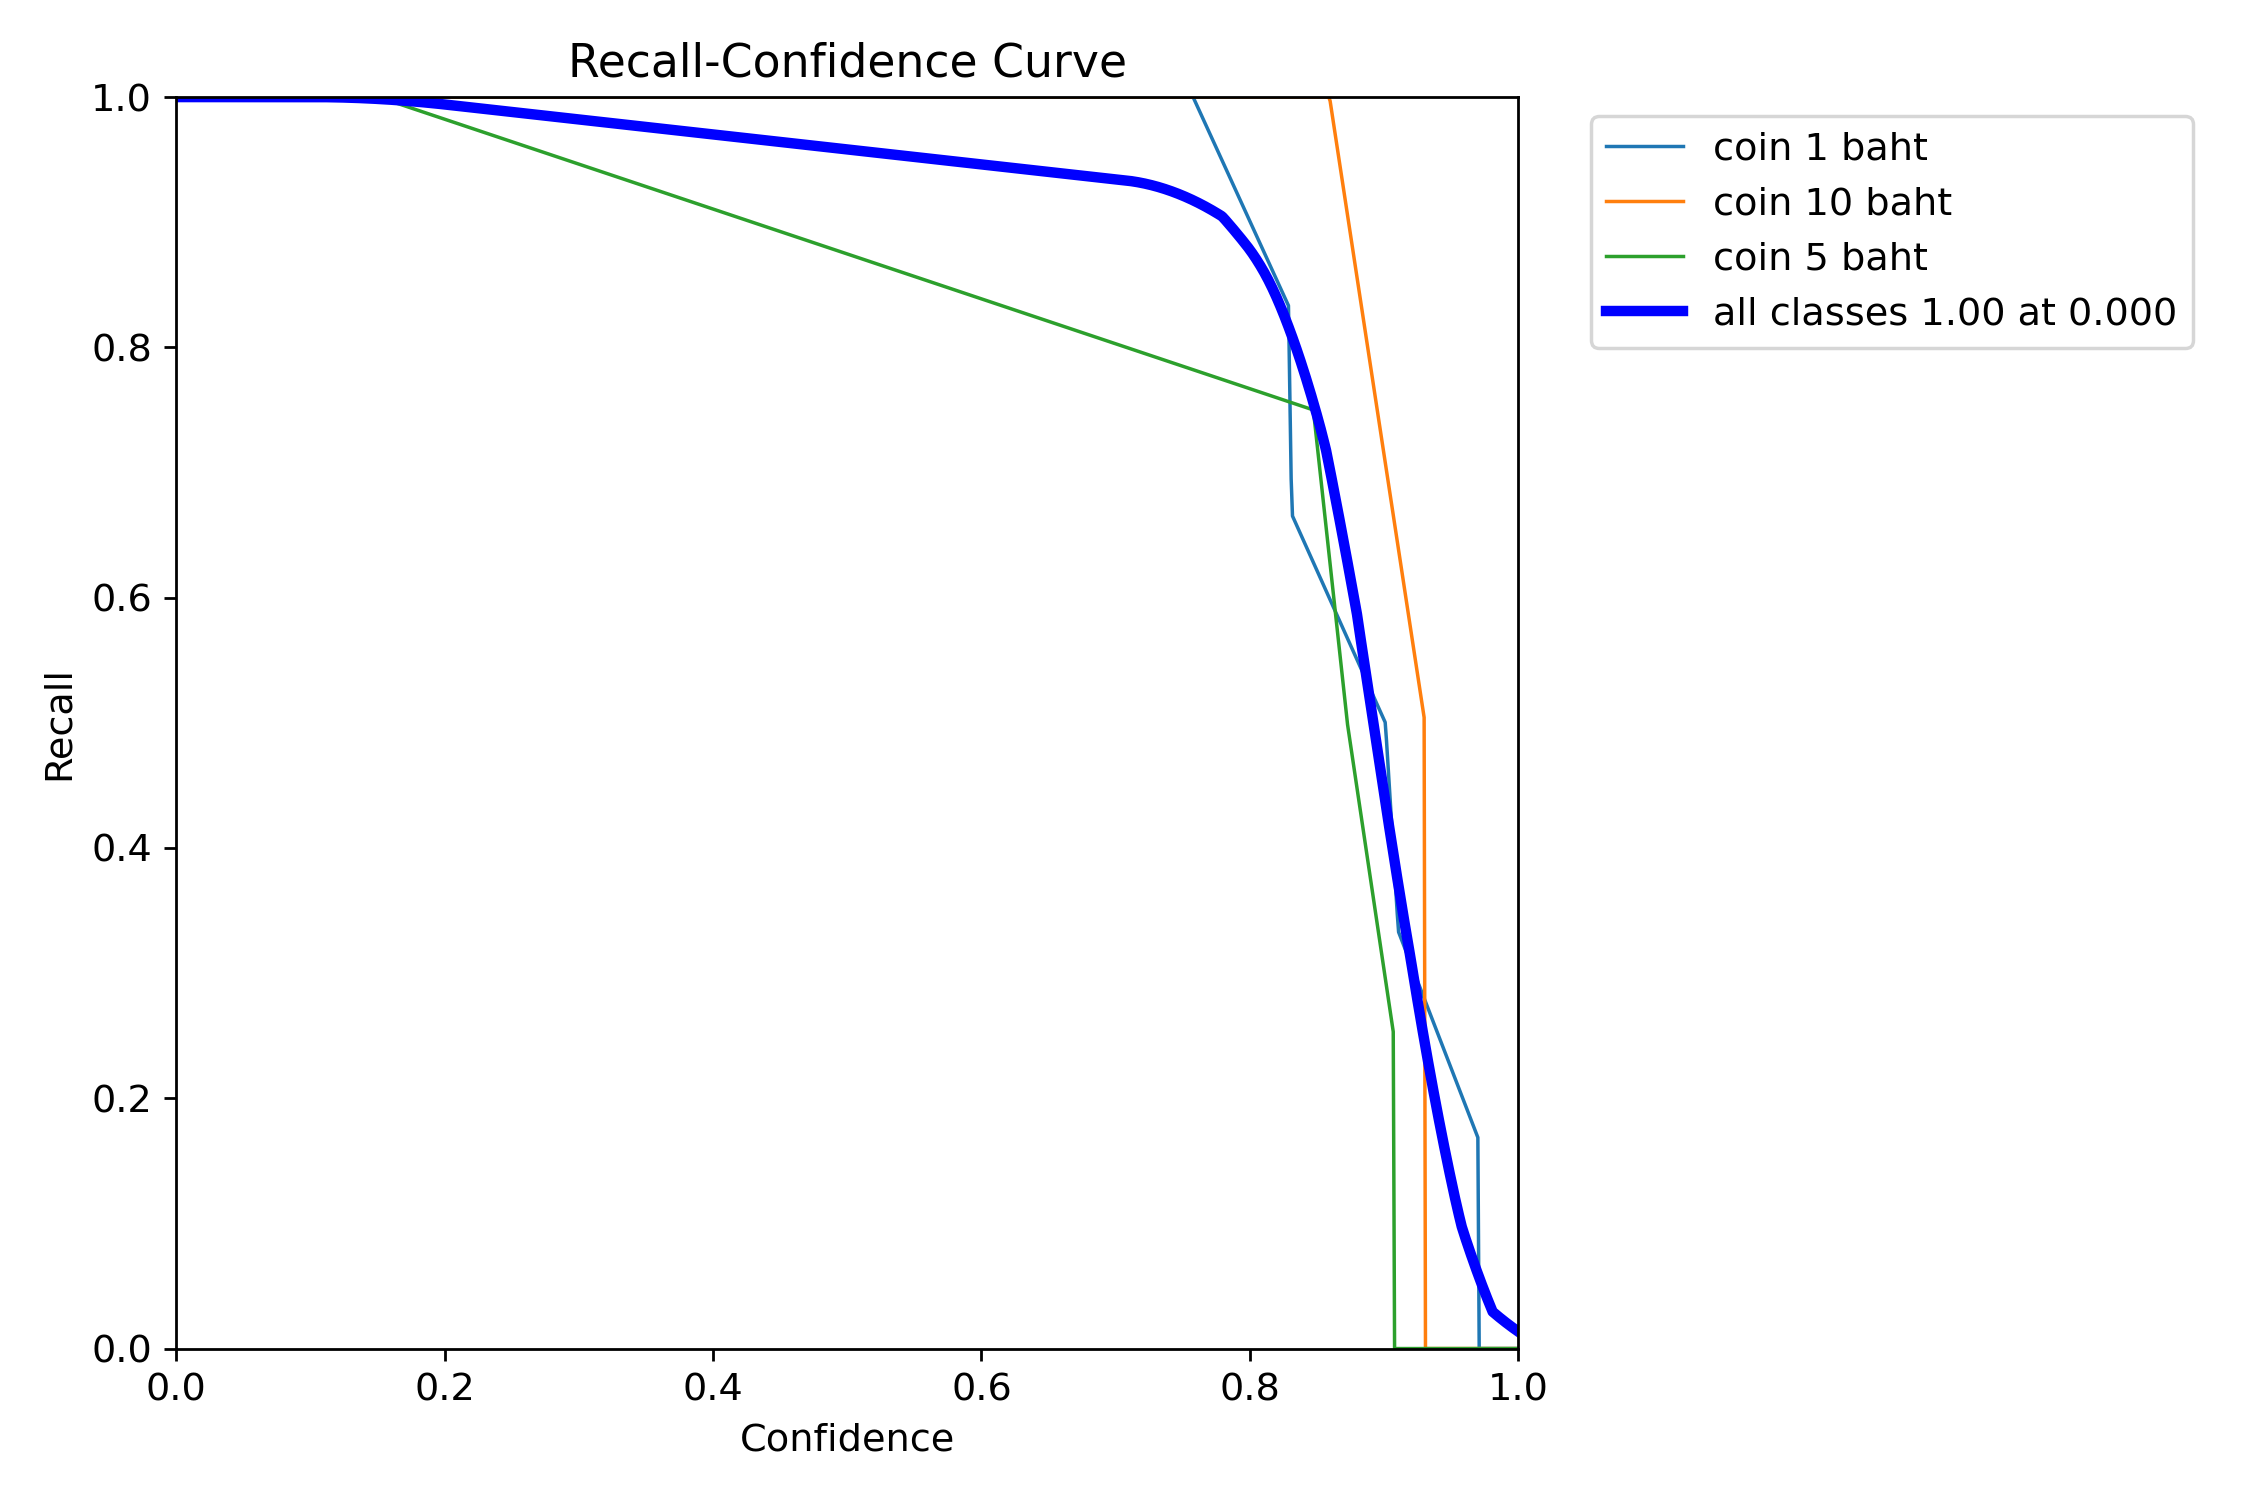 Recall-Confidence Curve
1.0
0.8
0.6
0.4
0.2
0.0
Recall
0.0 0.2 0.4 0.6 0.8 1.0
Confidence
coin 1 baht
coin 10 baht
coin 5 baht
all classes 1.00 at 0.000